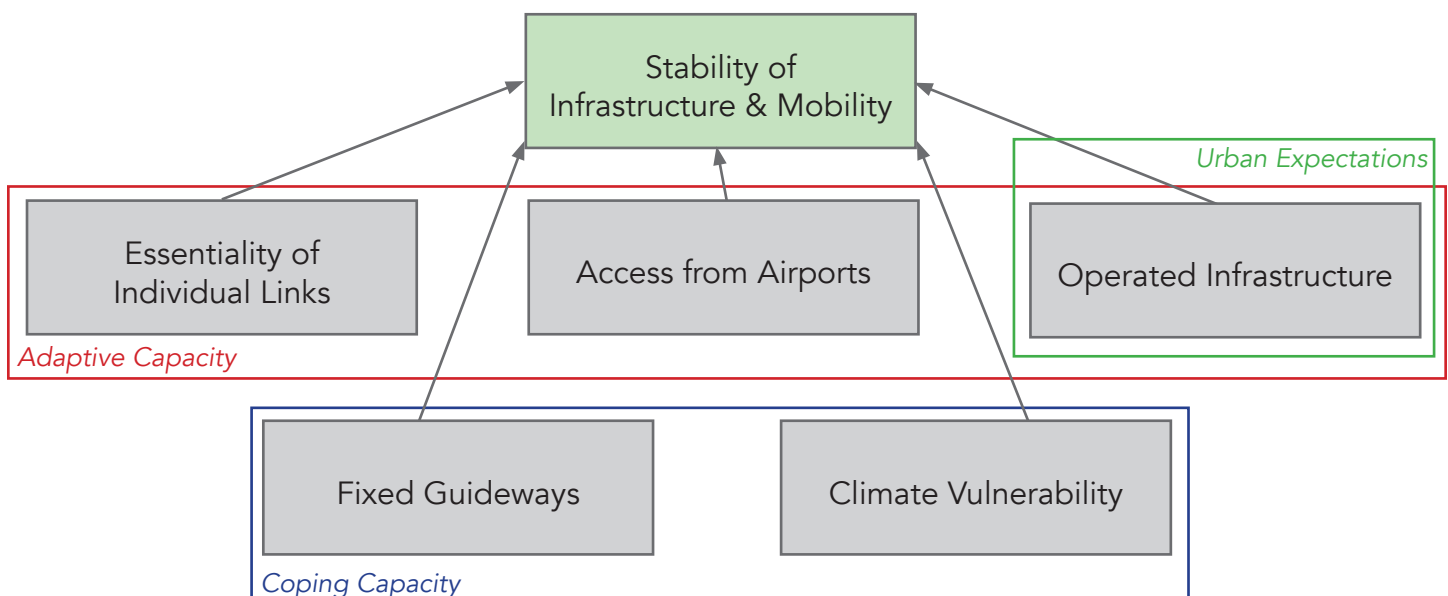 Stability of
Infrastructure & Mobility
Urban Expectations
Essentiality of
Individual Links
Access from Airports
Operated Infrastructure
Adaptive Capacity
Fixed Guideways
Climate Vulnerability
Coping Capacity